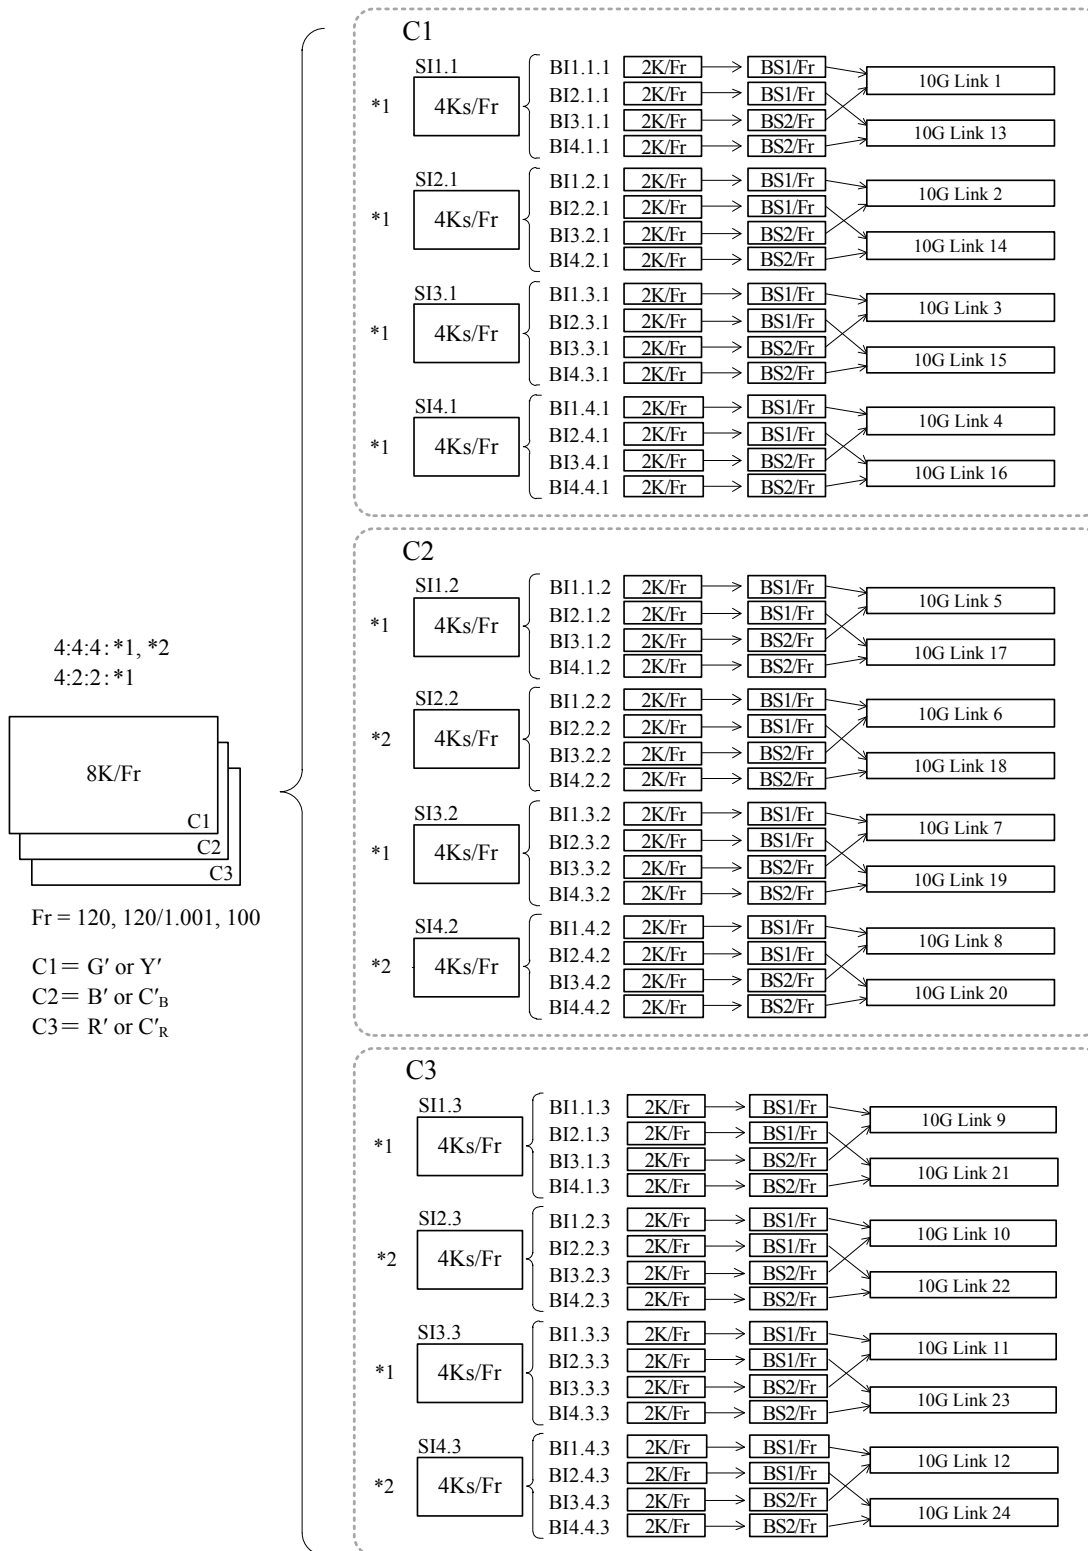 4:4:4: *1, *2
4:2:2: *1
8K/Fr
C1
C2
C3
Fr = 120, 120/1.001, 100
C1 = G′ or Y′
C2 = B′ or C′B
C3 = R′ or C′R
C1
SI1.1
*1
4Ks/Fr
BI1.1.1 2K/Fr BS1/Fr
BI2.1.1 2K/Fr BS1/Fr
BI3.1.1 2K/Fr BS2/Fr
BI4.1.1 2K/Fr BS2/Fr
10G Link 1
10G Link 13
SI2.1
*1
4Ks/Fr
BI1.2.1 2K/Fr BS1/Fr
BI2.2.1 2K/Fr BS1/Fr
BI3.2.1 2K/Fr BS2/Fr
BI4.2.1 2K/Fr BS2/Fr
10G Link 2
10G Link 14
SI3.1
*1
4Ks/Fr
BI1.3.1 2K/Fr BS1/Fr
BI2.3.1 2K/Fr BS1/Fr
BI3.3.1 2K/Fr BS2/Fr
BI4.3.1 2K/Fr BS2/Fr
10G Link 3
10G Link 15
SI4.1
*1
4Ks/Fr
BI1.4.1 2K/Fr BS1/Fr
BI2.4.1 2K/Fr BS1/Fr
BI3.4.1 2K/Fr BS2/Fr
BI4.4.1 2K/Fr BS2/Fr
10G Link 4
10G Link 16
C2
SI1.2
*1
4Ks/Fr
BI1.1.2 2K/Fr BS1/Fr
BI2.1.2 2K/Fr BS1/Fr
BI3.1.2 2K/Fr BS2/Fr
BI4.1.2 2K/Fr BS2/Fr
10G Link 5
10G Link 17
SI2.2
*2
4Ks/Fr
BI1.2.2 2K/Fr BS1/Fr
BI2.2.2 2K/Fr BS1/Fr
BI3.2.2 2K/Fr BS2/Fr
BI4.2.2 2K/Fr BS2/Fr
10G Link 6
10G Link 18
SI3.2
*1
4Ks/Fr
BI1.3.2 2K/Fr BS1/Fr
BI2.3.2 2K/Fr BS1/Fr
BI3.3.2 2K/Fr BS2/Fr
BI4.3.2 2K/Fr BS2/Fr
10G Link 7
10G Link 19
SI4.2
*2
4Ks/Fr
BI1.4.2 2K/Fr BS1/Fr
BI2.4.2 2K/Fr BS1/Fr
BI3.4.2 2K/Fr BS2/Fr
BI4.4.2 2K/Fr BS2/Fr
10G Link 8
10G Link 20
C3
SI1.3
*1
4Ks/Fr
BI1.1.3 2K/Fr BS1/Fr
BI2.1.3 2K/Fr BS1/Fr
BI3.1.3 2K/Fr BS2/Fr
BI4.1.3 2K/Fr BS2/Fr
10G Link 9
10G Link 21
SI2.3
*2
4Ks/Fr
BI1.2.3 2K/Fr BS1/Fr
BI2.2.3 2K/Fr BS1/Fr
BI3.2.3 2K/Fr BS2/Fr
BI4.2.3 2K/Fr BS2/Fr
10G Link 10
10G Link 22
SI3.3
*1
4Ks/Fr
BI1.3.3 2K/Fr BS1/Fr
BI2.3.3 2K/Fr BS1/Fr
BI3.3.3 2K/Fr BS2/Fr
BI4.3.3 2K/Fr BS2/Fr
10G Link 11
10G Link 23
SI4.3
*2
4Ks/Fr
BI1.4.3 2K/Fr BS1/Fr
BI2.4.3 2K/Fr BS1/Fr
BI3.4.3 2K/Fr BS2/Fr
BI4.4.3 2K/Fr BS2/Fr
10G Link 12
10G Link 24